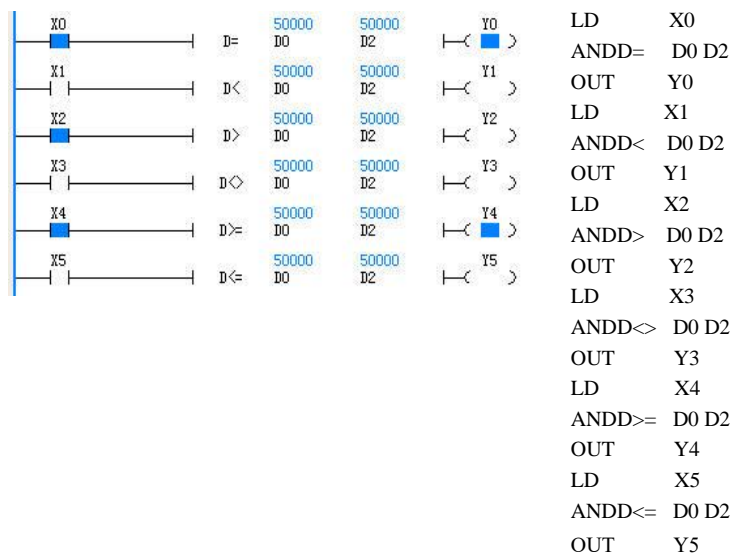 X0 50000 50000 Y0
D= D0 D2
X1 50000 50000 Y1
D< D0 D2
X2 50000 50000 Y2
D> D0 D2
X3 50000 50000 Y3
D<> D0 D2
X4 50000 50000 Y4
D>= D0 D2
X5 50000 50000 Y5
D<= D0 D2
LD X0
ANDD= D0 D2
OUT Y0
LD X1
ANDD< D0 D2
OUT Y1
LD X2
ANDD> D0 D2
OUT Y2
LD X3
ANDD<> D0 D2
OUT Y3
LD X4
ANDD>= D0 D2
OUT Y4
LD X5
ANDD<= D0 D2
OUT Y5